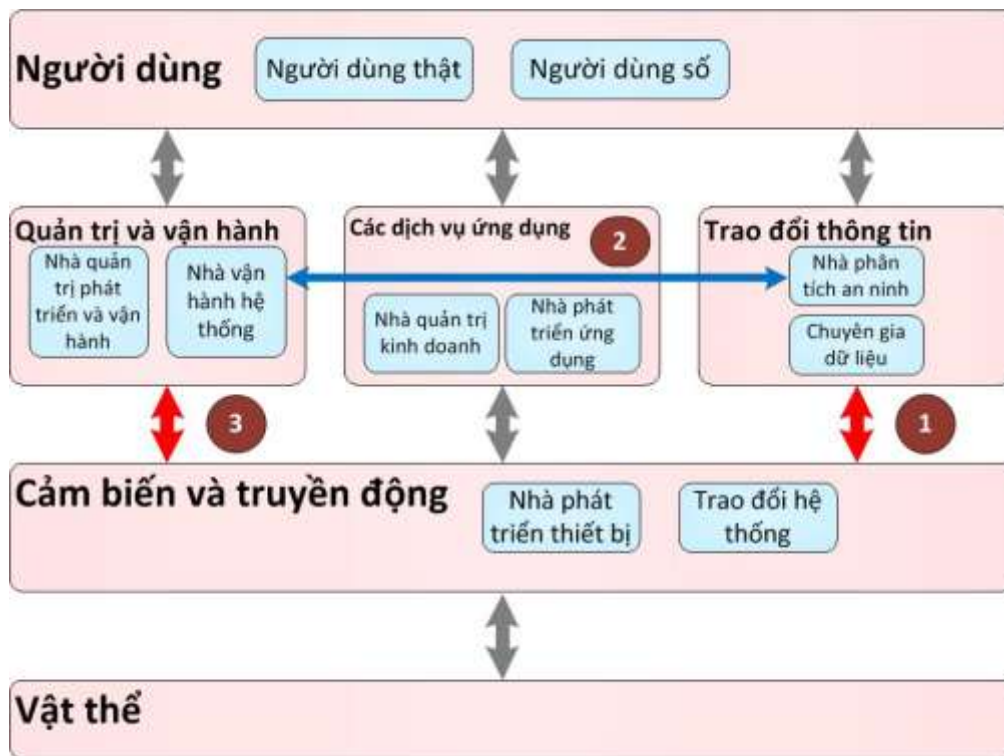 Người dùng
Người dùng thật
Người dùng số
Quản trị và vận hành
Nhà quản
trị phát
triển và vận
hành
Nhà vận
hành hệ
thống
Các dịch vụ ứng dụng
2
Nhà quản trị
kinh doanh
Nhà phát
triển ứng
dụng
Trao đổi thông tin
Nhà phân
tích an ninh
Chuyên gia
dữ liệu
3
1
Cảm biến và truyền động
Nhà phát
triển thiết bị
Trao đổi hệ
thống
Vật thể